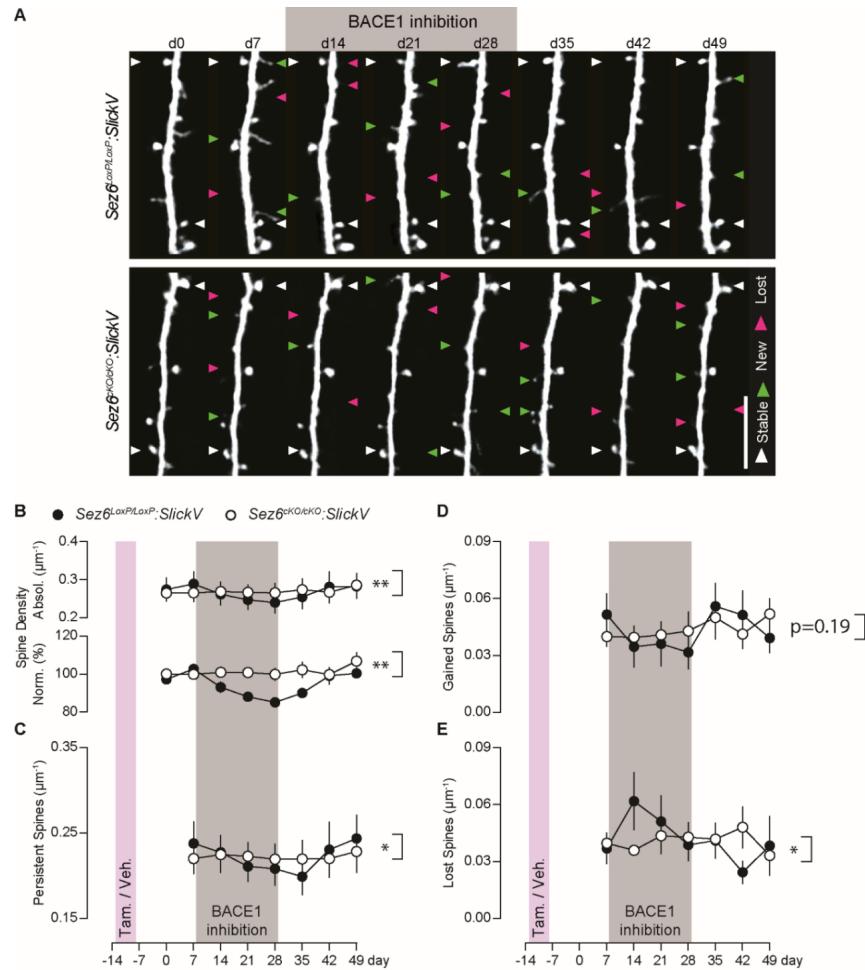 A
BACE1 inhibition
d0 d7 d14 d21 d28 d35 d42 d49
Sez6LoxP/LoxP:SlickV
Sez6cKO/cKO:SlickV
Stable New Lost
B
Sez6LoxP/LoxP:SlickV Sez6cKO/cKO:SlickV
Spine Density
Absol. (µm-1)
0.4
0.3
0.2
**
Norm. (%)
120
100
80
**
C
Persistent Spines (µm-1)
0.35
0.25
0.15
*
Tam. / Veh.
BACE1
inhibition
-14 -7 0 7 14 21 28 35 42 49 day
D
Gained Spines (µm-1)
0.09
0.06
0.03
0.00
p=0.19
E
Lost Spines (µm-1)
0.09
0.06
0.03
0.00
*
Tam. / Veh.
BACE1
inhibition
-14 -7 0 7 14 21 28 35 42 49 day